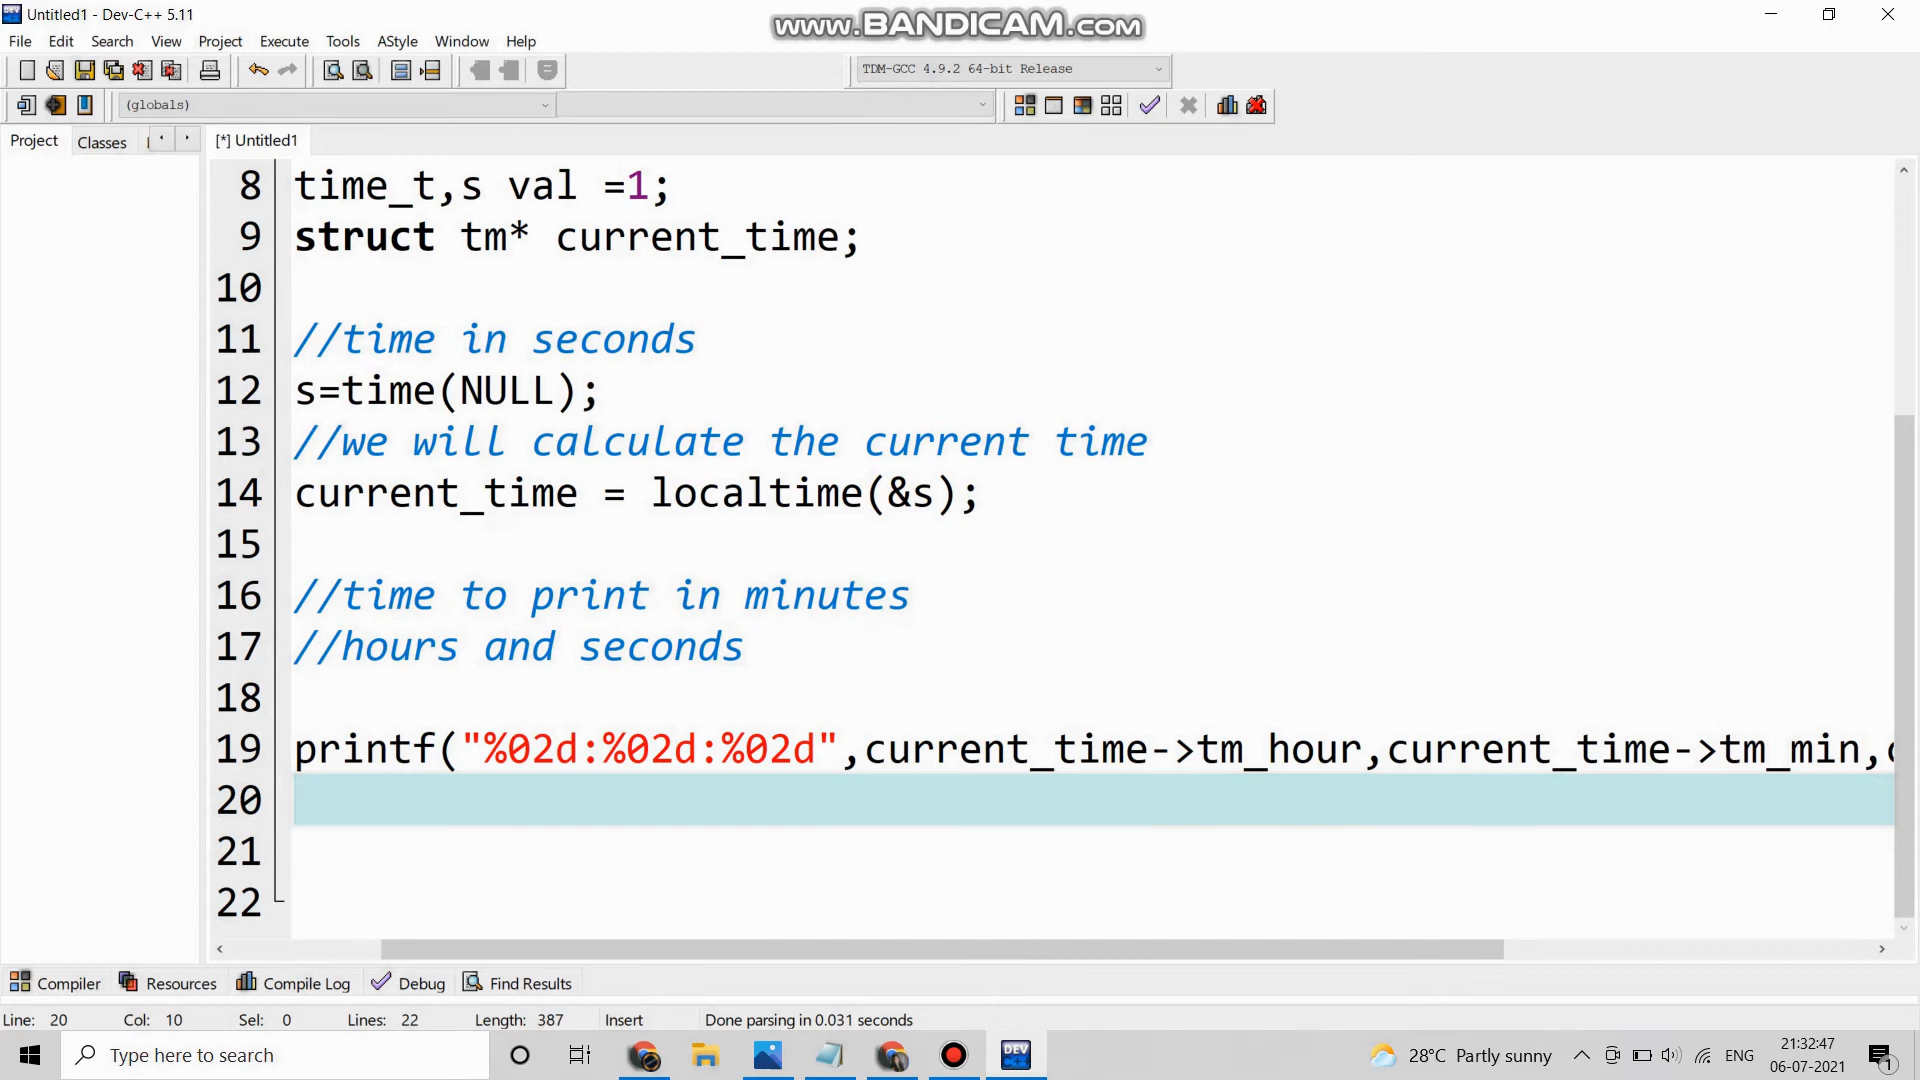 Untitled1 - Dev-C++ 5.11
www.BANDICAM.com
File Edit Search View Project Execute Tools AStyle Window Help
TDM-GCC 4.9.2 64-bit Release
(globals)
Project Classes
[*] Untitled1
8 time_t,s val =1;
9 struct tm* current_time;
10
11 //time in seconds
12 s=time(NULL);
13 //we will calculate the current time
14 current_time = localtime(&s);
15
16 //time to print in minutes
17 //hours and seconds
18
19 printf("%02d:%02d:%02d",current_time->tm_hour,current_time->tm_min,
20
21
22
Compiler Resources Compile Log Debug Find Results
Line: 20 Col: 10 Sel: 0 Lines: 22 Length: 387 Insert Done parsing in 0.031 seconds
Type here to search
DEV
28°C Partly sunny
ENG
21:32:47
06-07-2021
1